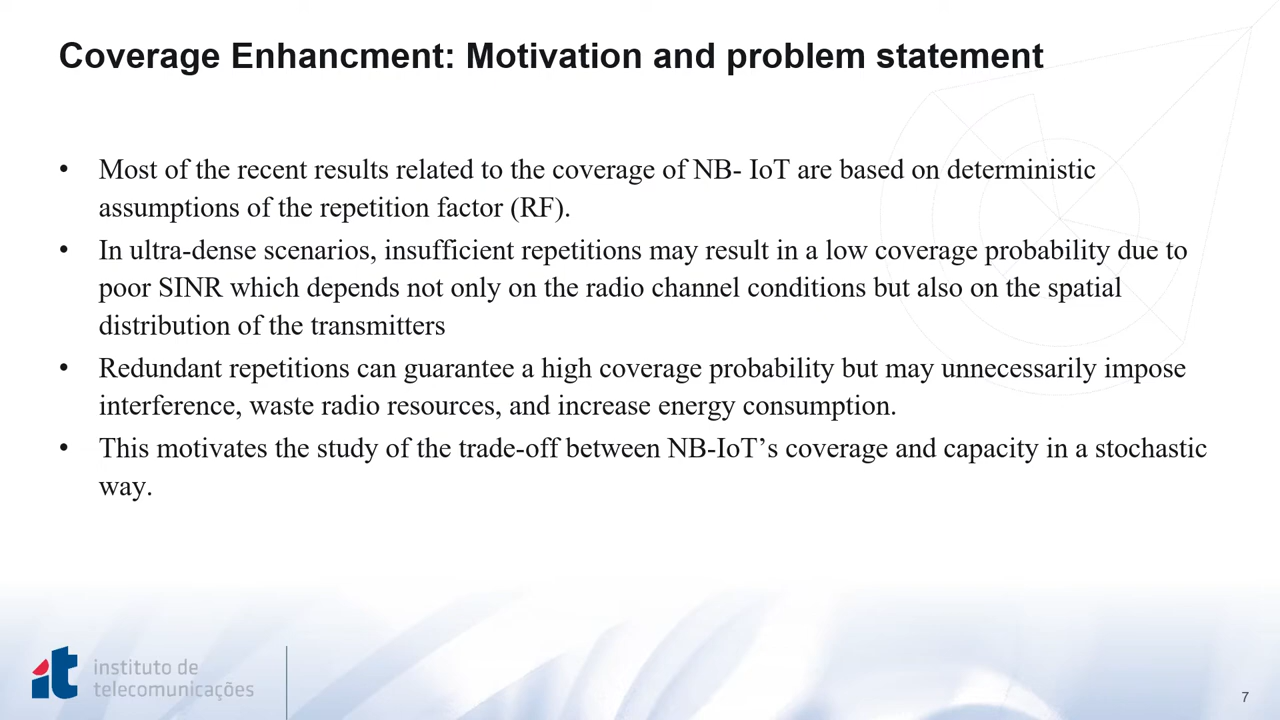 Coverage Enhancment: Motivation and problem statement
• Most of the recent results related to the coverage of NB- IoT are based on deterministic
assumptions of the repetition factor (RF).
• In ultra-dense scenarios, insufficient repetitions may result in a low coverage probability due to
poor SINR which depends not only on the radio channel conditions but also on the spatial
distribution of the transmitters
• Redundant repetitions can guarantee a high coverage probability but may unnecessarily impose
interference, waste radio resources, and increase energy consumption.
• This motivates the study of the trade-off between NB-IoT’s coverage and capacity in a stochastic
way.
it instituto de
telecomunicações
7